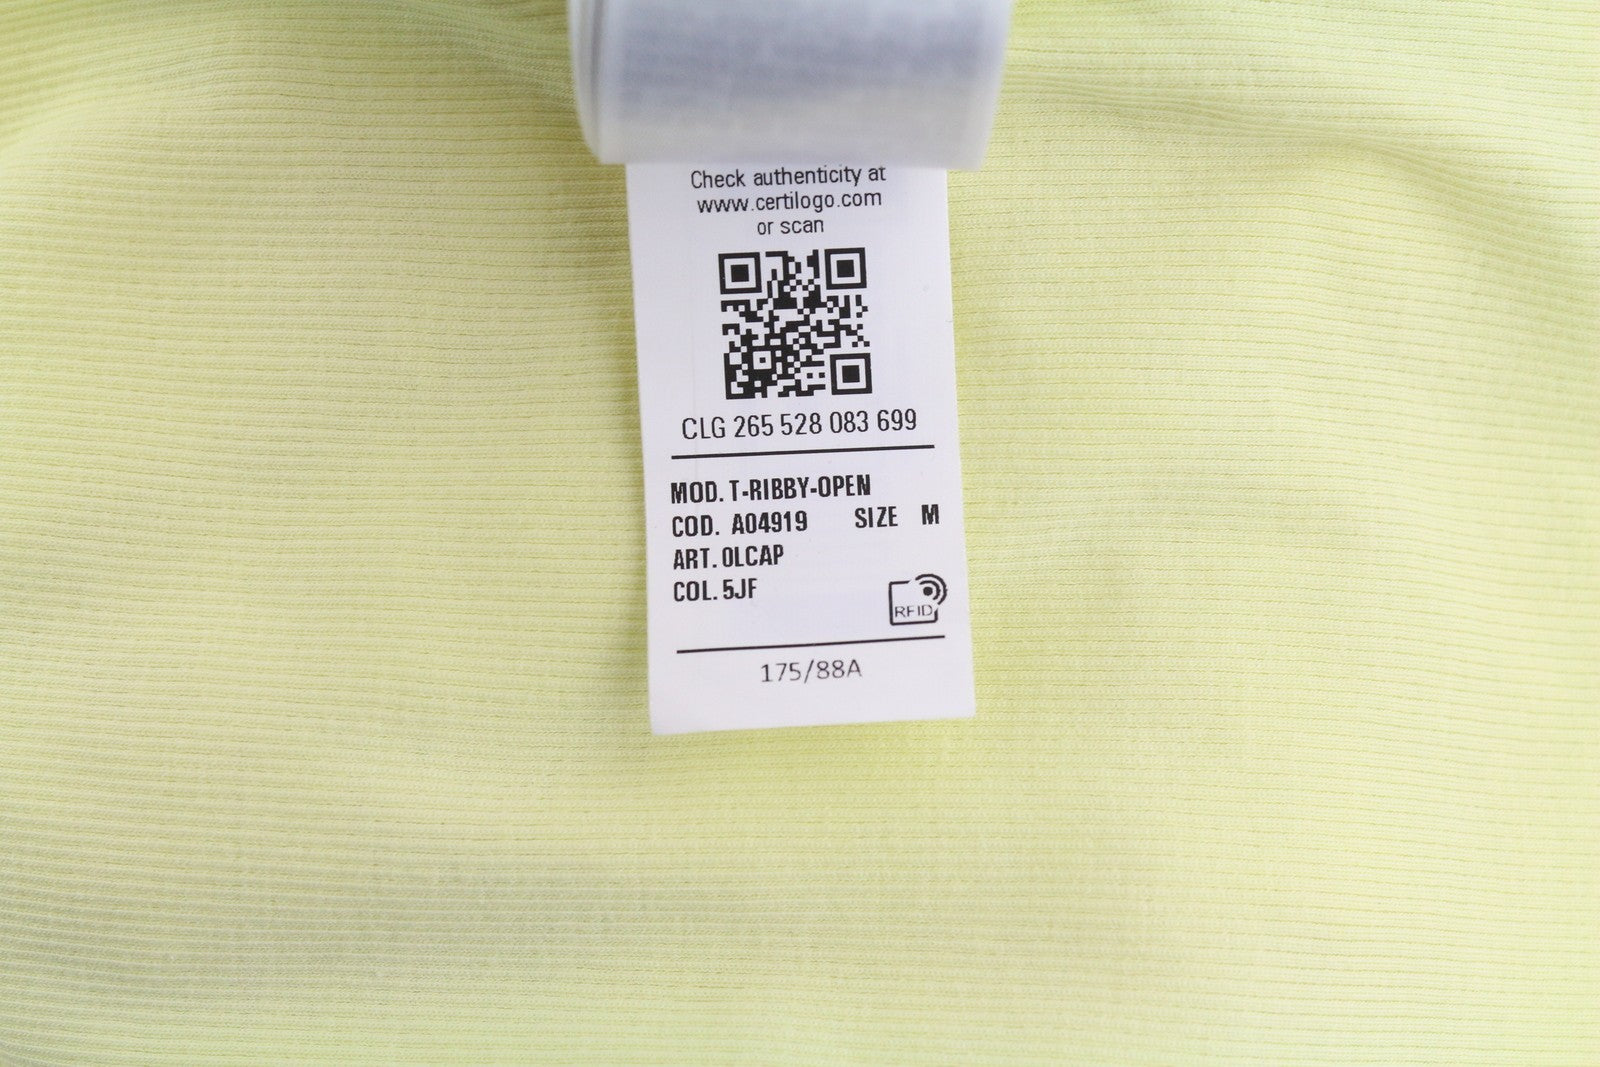 Check authenticity at
www.certilogo.com
or scan
CLG 265 528 083 699
MOD. T-RIBBY-OPEN
COD. A04919 SIZE M
ART. 0LCAP
COL. 5JF
RFID
175/88A